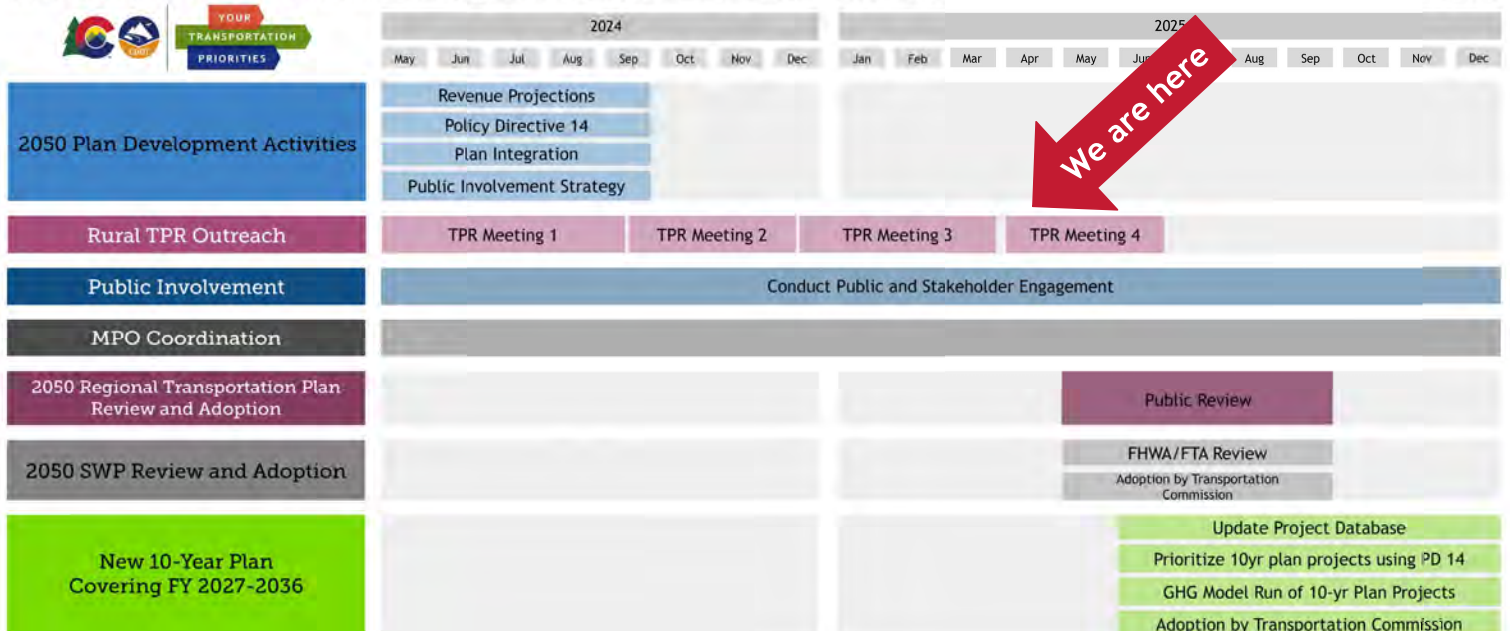 YOUR
TRANSPORTATION
PRIORITIES
CDOT
2024
2025
May Jun Jul Aug Sep Oct Nov Dec Jan Feb Mar Apr May Aug Sep Oct Nov Dec
We are here
2050 Plan Development Activities
Revenue Projections
Policy Directive 14
Plan Integration
Public Involvement Strategy
Rural TPR Outreach
TPR Meeting 1 TPR Meeting 2 TPR Meeting 3 TPR Meeting 4
Public Involvement
Conduct Public and Stakeholder Engagement
MPO Coordination
2050 Regional Transportation Plan
Review and Adoption
Public Review
2050 SWP Review and Adoption
FHWA/FTA Review
Adoption by Transportation
Commission
New 10-Year Plan
Covering FY 2027-2036
Update Project Database
Prioritize 10yr plan projects using PD 14
GHG Model Run of 10-yr Plan Projects
Adoption by Transportation Commission